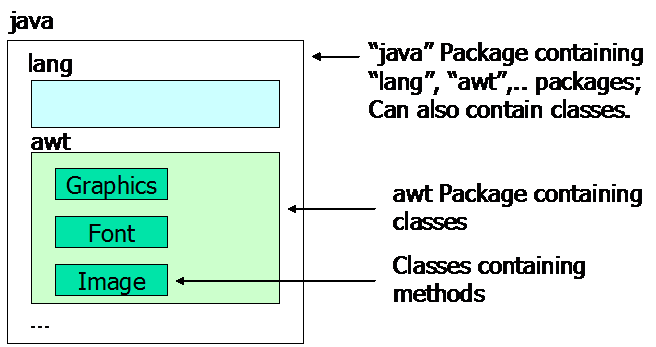 java
lang
awt
Graphics
Font
Image
...
“java” Package containing
“lang”, “awt”,.. packages;
Can also contain classes.
awt Package containing
classes
Classes containing
methods